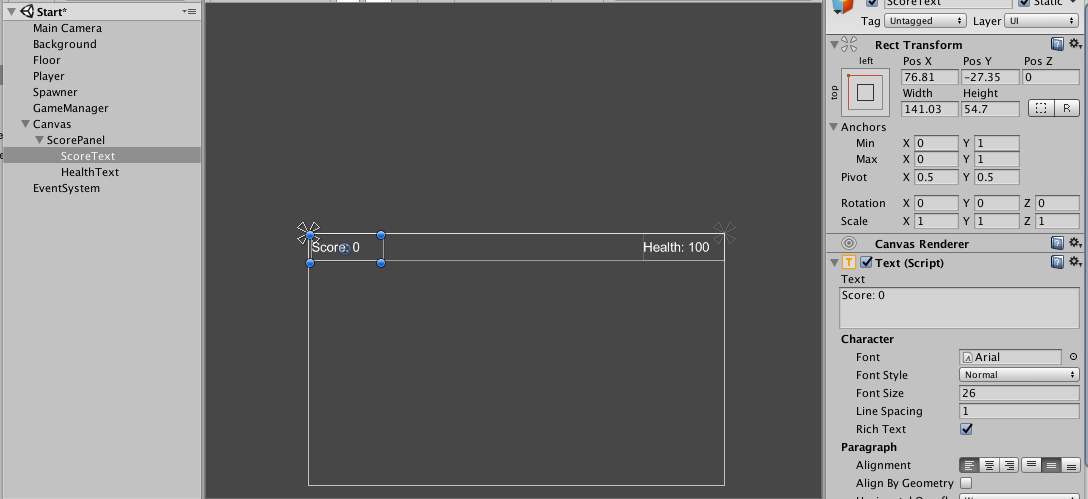 Start*
Main Camera
Background
Floor
Player
Spawner
GameManager
Canvas
ScorePanel
ScoreText
HealthText
EventSystem
Score: 0
Health: 100
ScoreText
Static
Tag Untagged Layer UI
Rect Transform
left Pos X Pos Y Pos Z
top 76.81 -27.35 0
Width Height
141.03 54.7 R
Anchors
Min X 0 Y 1
Max X 0 Y 1
Pivot X 0.5 Y 0.5
Rotation X 0 Y 0 Z 0
Scale X 1 Y 1 Z 1
Canvas Renderer
T Text (Script)
Text
Score: 0
Character
Font Arial
Font Style Normal
Font Size 26
Line Spacing 1
Rich Text
Paragraph
Alignment
Align By Geometry